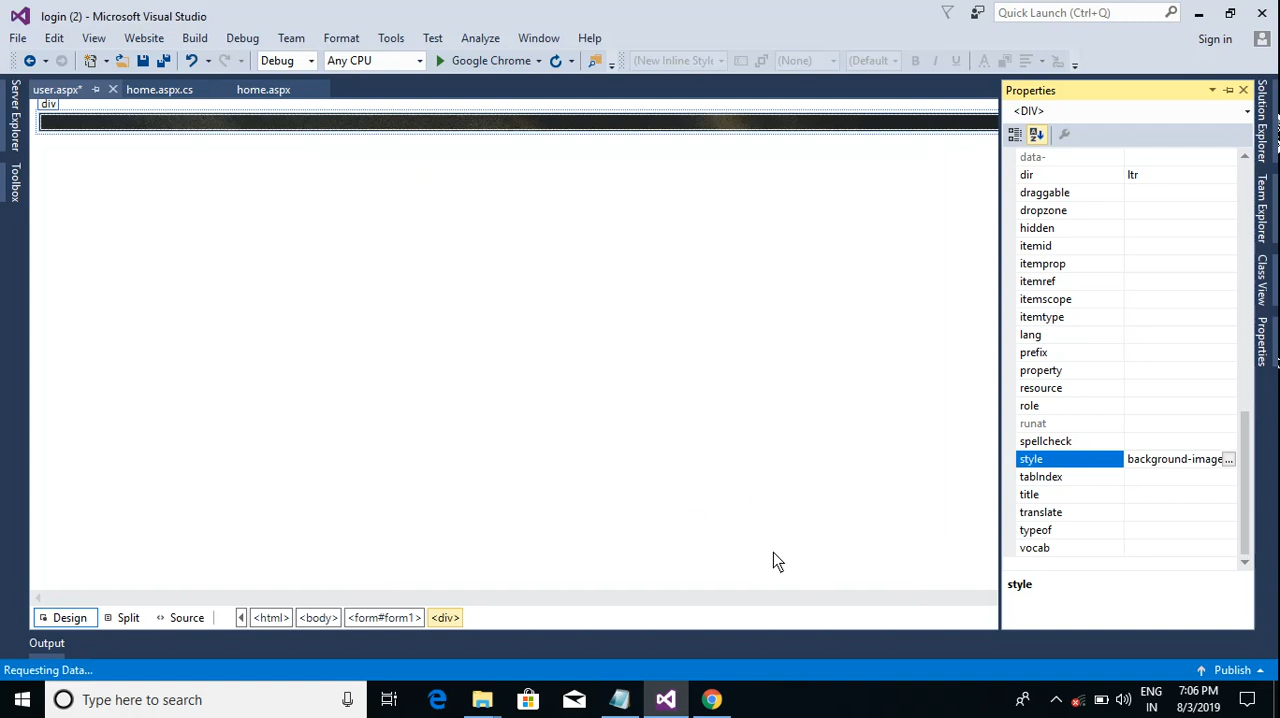 login (2) - Microsoft Visual Studio
Quick Launch (Ctrl+Q)
File Edit View Website Build Debug Team Format Tools Test Analyze Window Help
Sign in
Debug Any CPU Google Chrome (New Inline Style (None) (Default B I U A
user.aspx* home.aspx.cs home.aspx
Properties
div
<DIV>
Server Explorer
Toolbox
Solution Explorer
Team Explorer
Class View
Properties
data-
dir ltr
draggable
dropzone
hidden
itemid
itemprop
itemref
itemscope
itemtype
lang
prefix
property
resource
role
runat
spellcheck
style background-image ...
tabIndex
title
translate
typeof
vocab
style
Design Split Source <html> <body> <form#form1> <div>
Output
Requesting Data... Publish
Type here to search
ENG
IN
7:06 PM
8/3/2019